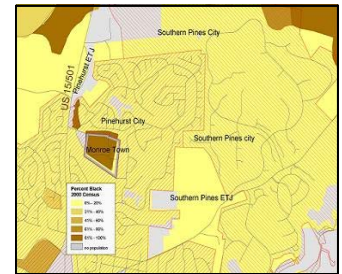 Southern Pines City
Pinehurst ETJ
US 15/501
Pinehurst City
Southern Pines city
Monroe Town
Southern Pines ETJ
Percent Black
2000 Census
0% - 20%
21% - 40%
41% - 60%
61% - 80%
81% - 100%
no population